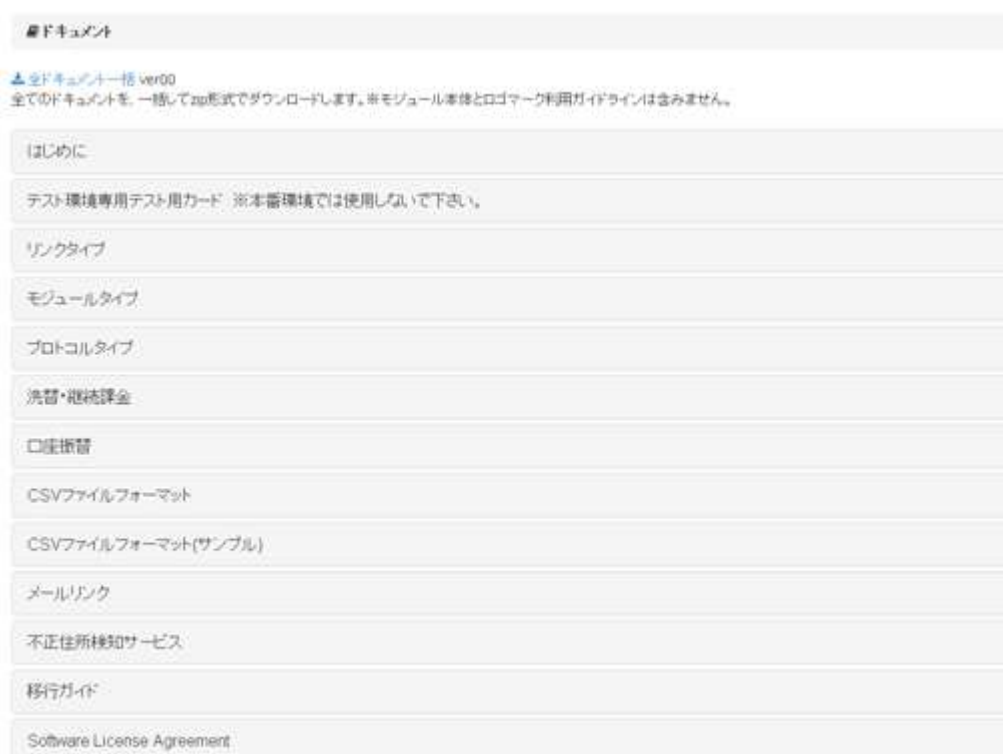 ドキュメント
全ドキュメント一括 ver00
全てのドキュメントを、一括してzip形式でダウンロードします。※モジュール本体とロゴマーク利用ガイドラインは含みません。
はじめに
テスト環境専用テスト用カード ※本番環境では使用しないで下さい。
リンクタイプ
モジュールタイプ
プロトコルタイプ
洗替・継続課金
口座振替
CSVファイルフォーマット
CSVファイルフォーマット(サンプル)
メールリンク
不正住所検知サービス
移行ガイド
Software License Agreement